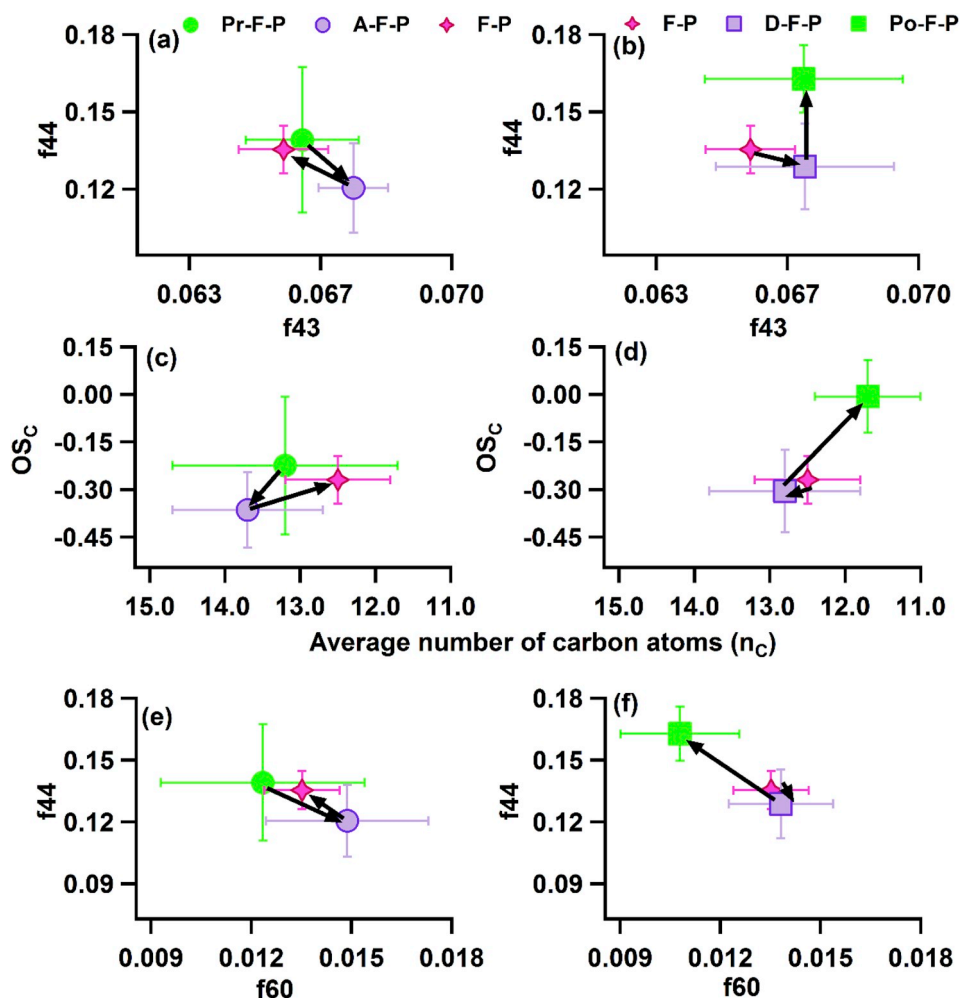 Pr-F-P A-F-P F-P F-P D-F-P Po-F-P
(a) (b)
0.18 0.18
0.15 0.15
f44 f44
0.12 0.12
0.063 0.067 0.070 0.063 0.067 0.070
f43 f43
(c) (d)
0.15 0.15
0.00 0.00
-0.15 -0.15
OSC OSC
-0.30 -0.30
-0.45 -0.45
15.0 14.0 13.0 12.0 11.0 15.0 14.0 13.0 12.0 11.0
Average number of carbon atoms (nC)
(e) (f)
0.18 0.18
0.15 0.15
f44 f44
0.12 0.12
0.09 0.09
0.009 0.012 0.015 0.018 0.009 0.012 0.015 0.018
f60 f60